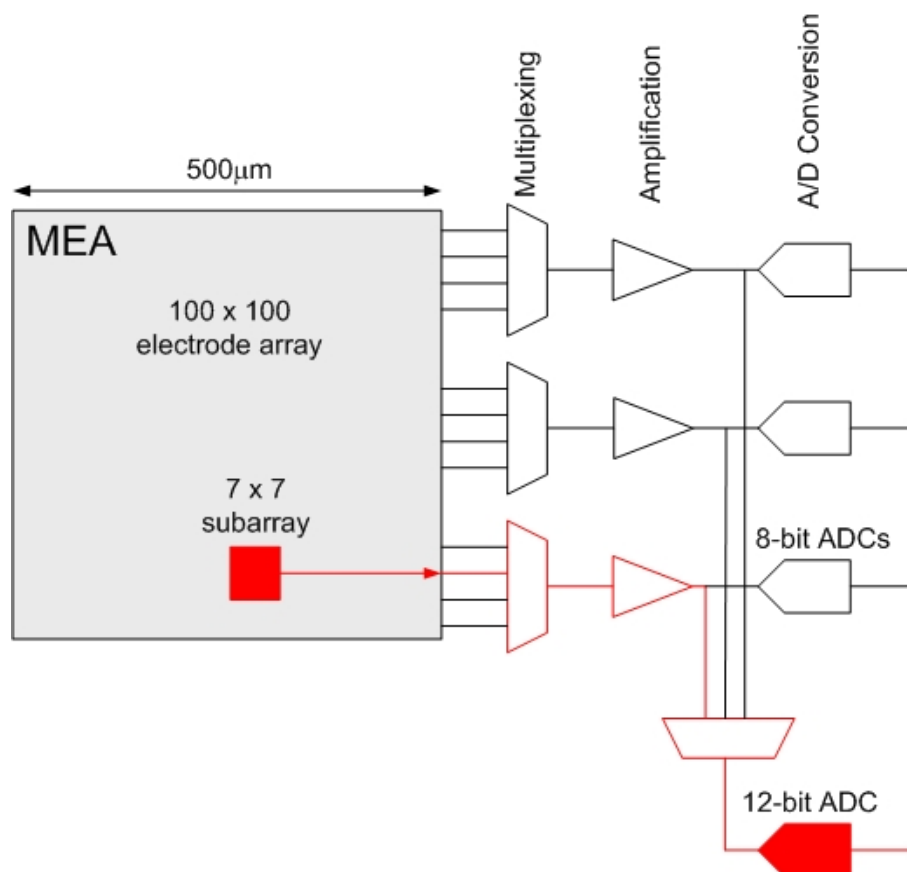 Multiplexing
Amplification
A/D Conversion
500μm
MEA
100 x 100
electrode array
7 x 7
subarray
8-bit ADCs
12-bit ADC